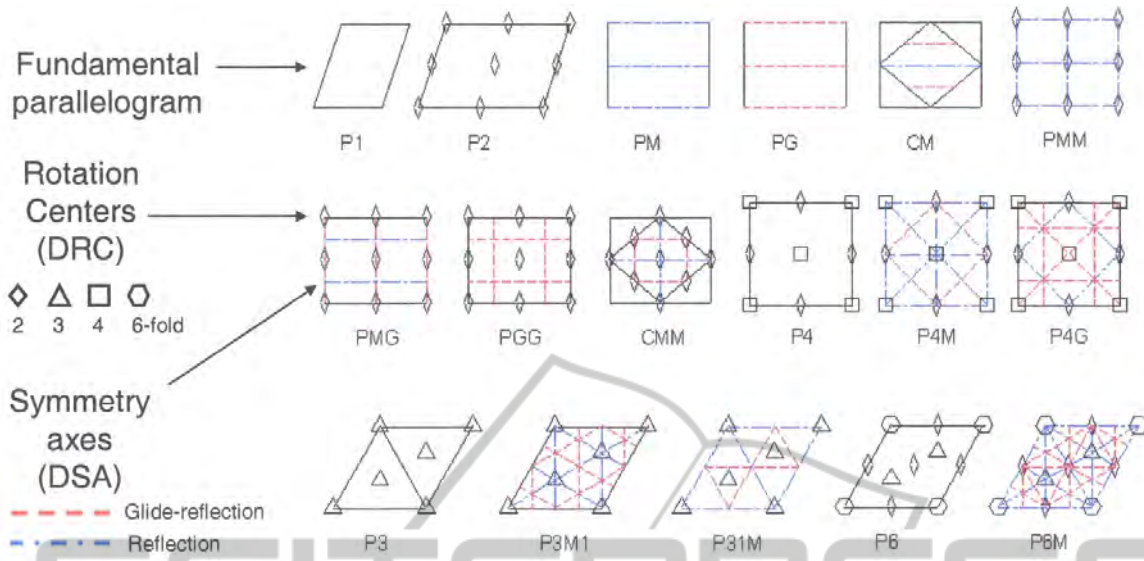 Fundamental
parallelogram
P1 P2 PM PG CM PMM
Rotation
Centers
(DRC)
2 3 4 6-fold
PMG PGG CMM P4 P4M P4G
Symmetry
axes
(DSA)
Glide-reflection
Reflection
P3 P3M1 P31M P6 P6M